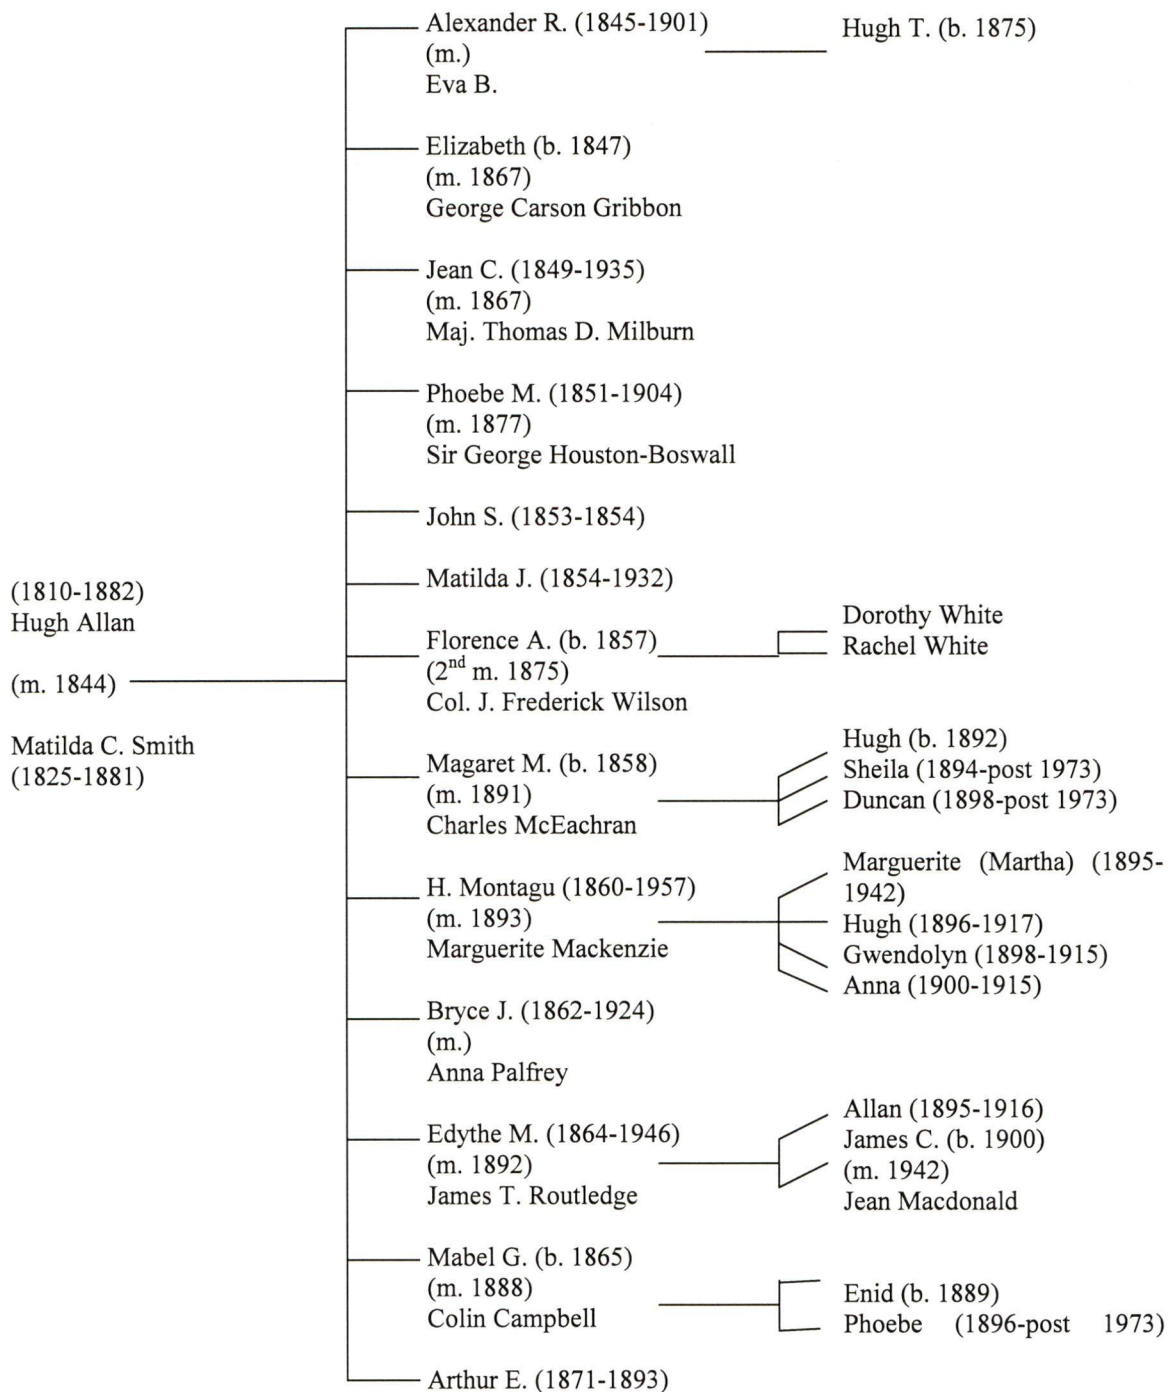 (1810-1882)
Hugh Allan
(m. 1844)
Matilda C. Smith
(1825-1881)
Alexander R. (1845-1901)
(m.)
Eva B.
Hugh T. (b. 1875)
Elizabeth (b. 1847)
(m. 1867)
George Carson Gribbon
Jean C. (1849-1935)
(m. 1867)
Maj. Thomas D. Milburn
Phoebe M. (1851-1904)
(m. 1877)
Sir George Houston-Boswall
John S. (1853-1854)
Matilda J. (1854-1932)
Florence A. (b. 1857)
(2nd m. 1875)
Col. J. Frederick Wilson
Dorothy White
Rachel White
Magaret M. (b. 1858)
(m. 1891)
Charles McEachran
Hugh (b. 1892)
Sheila (1894-post 1973)
Duncan (1898-post 1973)
H. Montagu (1860-1957)
(m. 1893)
Marguerite Mackenzie
Marguerite (Martha) (1895-
1942)
Hugh (1896-1917)
Gwendolyn (1898-1915)
Anna (1900-1915)
Bryce J. (1862-1924)
(m.)
Anna Palfrey
Edythe M. (1864-1946)
(m. 1892)
James T. Routledge
Allan (1895-1916)
James C. (b. 1900)
(m. 1942)
Jean Macdonald
Mabel G. (b. 1865)
(m. 1888)
Colin Campbell
Enid (b. 1889)
Phoebe (1896-post 1973)
Arthur E. (1871-1893)